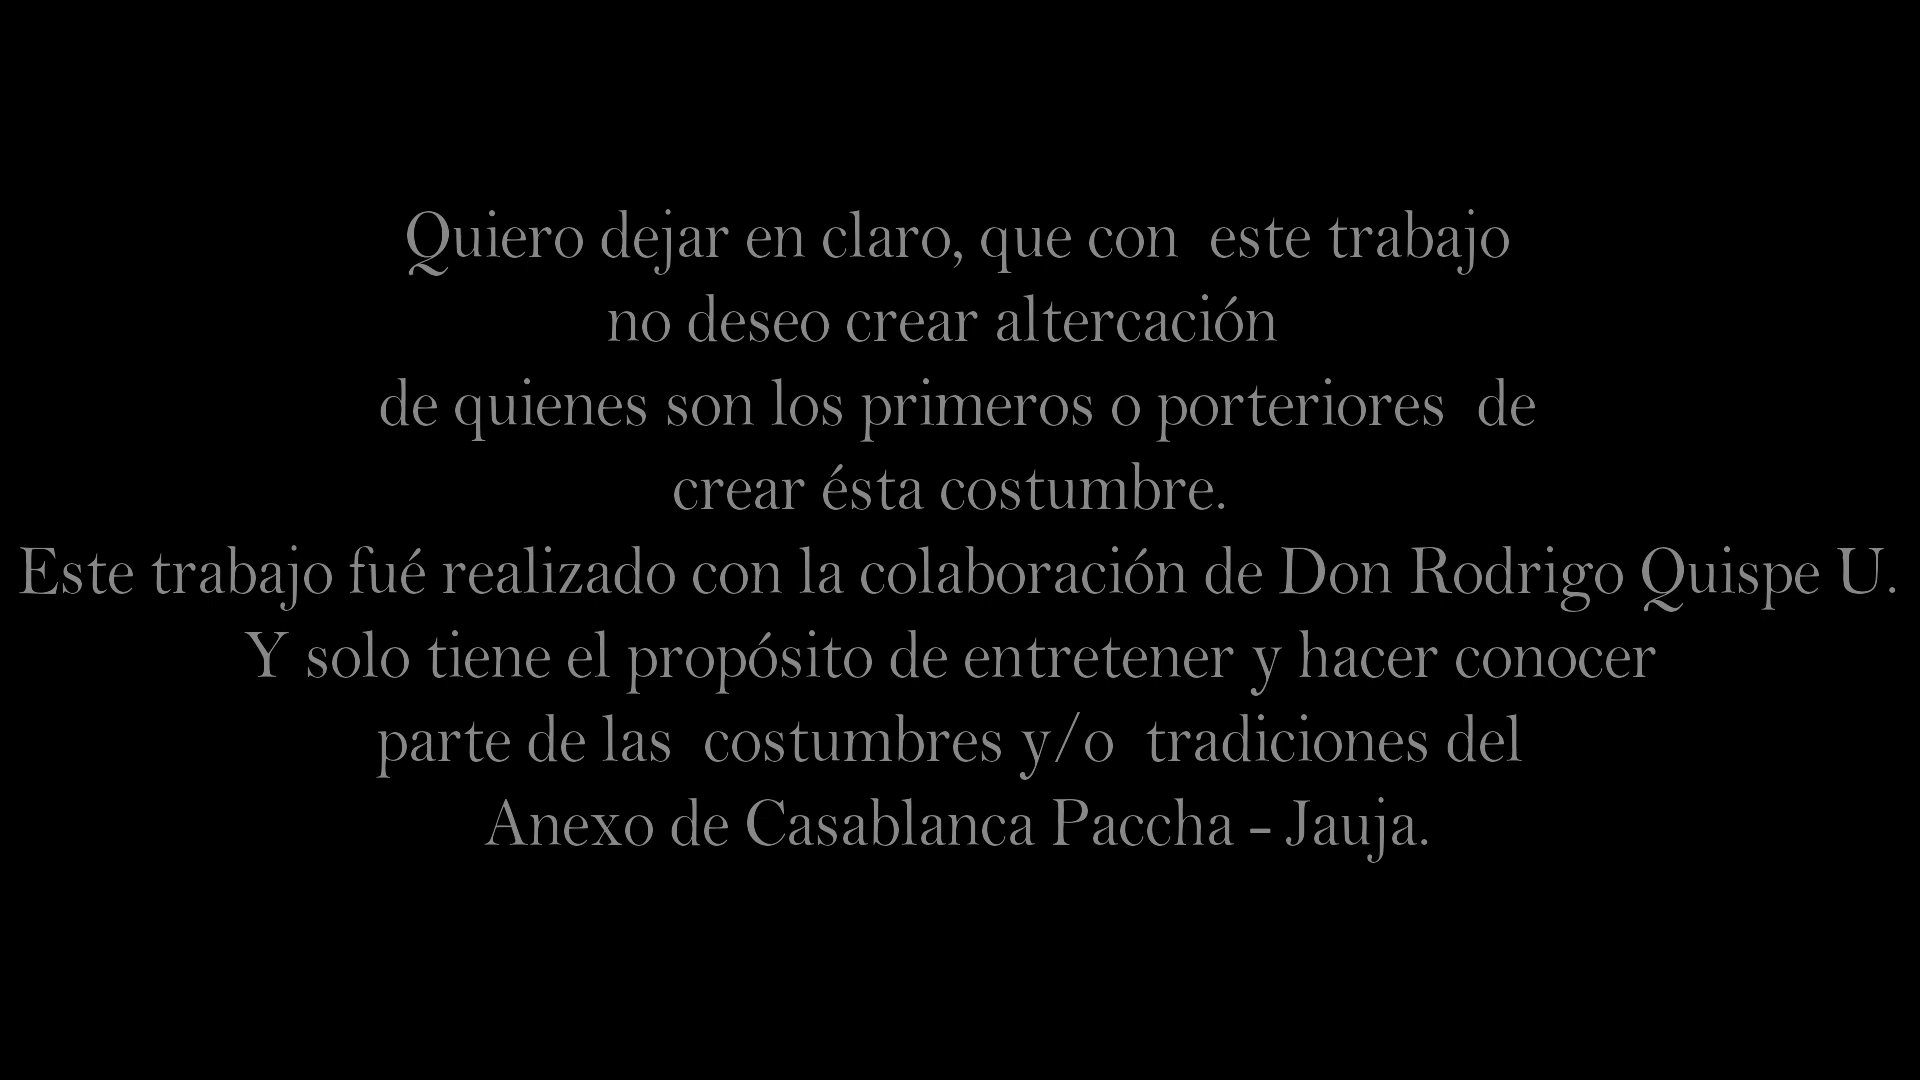 Quiero dejar en claro, que con este trabajo
no deseo crear altercación
de quienes son los primeros o porteriores de
crear ésta costumbre.
Este trabajo fué realizado con la colaboración de Don Rodrigo Quispe U.
Y solo tiene el propósito de entretener y hacer conocer
parte de las costumbres y/o tradiciones del
Anexo de Casablanca Paccha - Jauja.